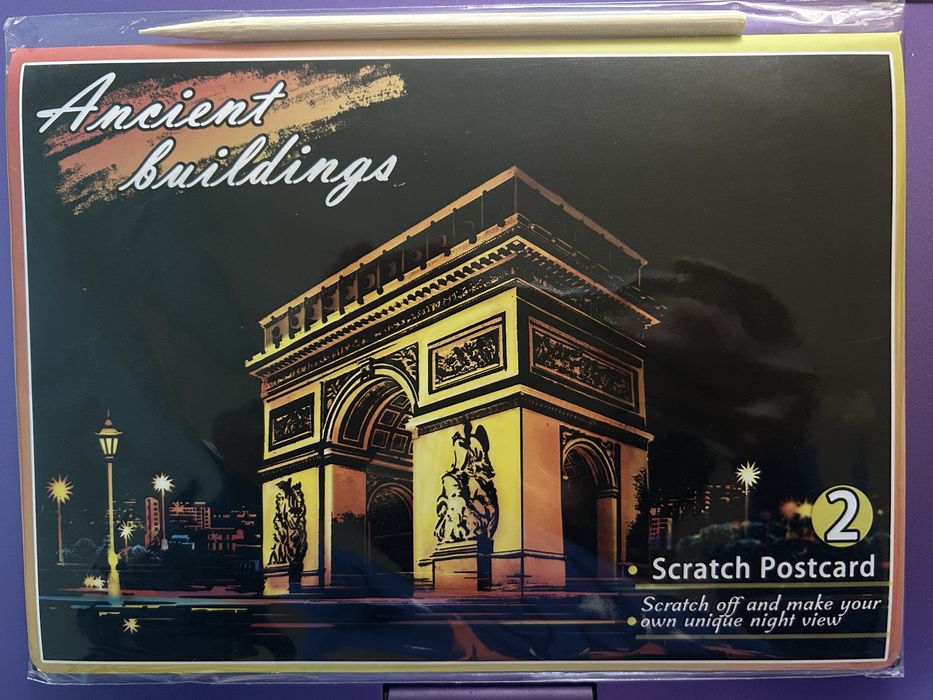 Ancient
buildings
2
Scratch Postcard
Scratch off and make your
own unique night view